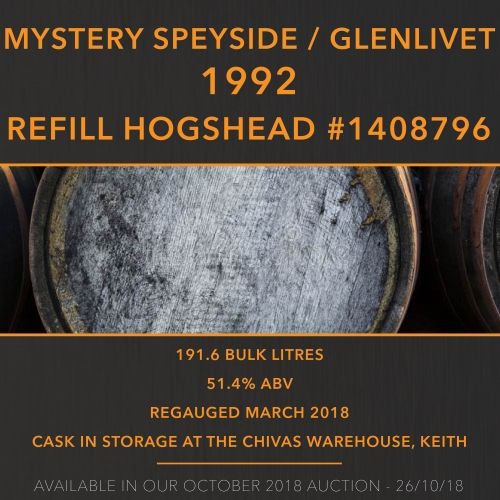 MYSTERY SPEYSIDE / GLENLIVET
1992
REFILL HOGSHEAD #1408796
191.6 BULK LITRES
51.4% ABV
REGAUGED MARCH 2018
CASK IN STORAGE AT THE CHIVAS WAREHOUSE, KEITH
AVAILABLE IN OUR OCTOBER 2018 AUCTION - 26/10/18